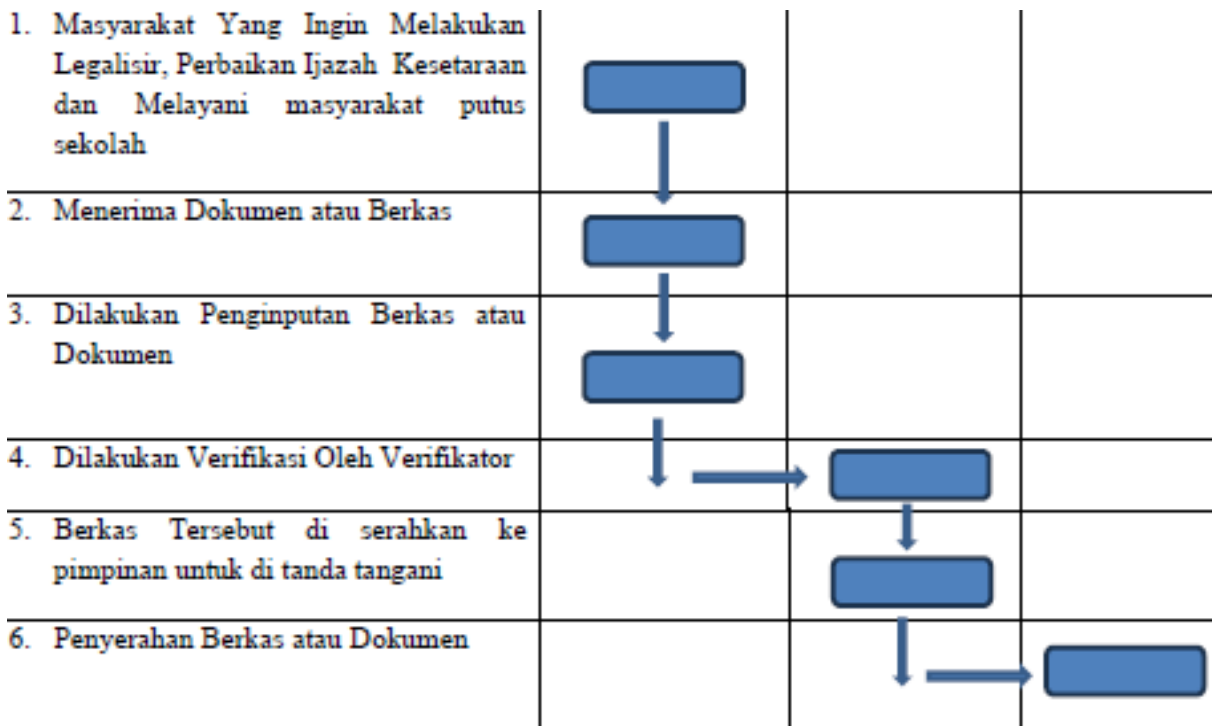 1. Masyarakat Yang Ingin Melakukan
Legalisir, Perbaikan Ijazah Kesetaraan
dan Melayani masyarakat putus
sekolah
2. Menerima Dokumen atau Berkas
3. Dilakukan Penginputan Berkas atau
Dokumen
4. Dilakukan Verifikasi Oleh Verifikator
5. Berkas Tersebut di serahkan ke
pimpinan untuk di tanda tangani
6. Penyerahan Berkas atau Dokumen